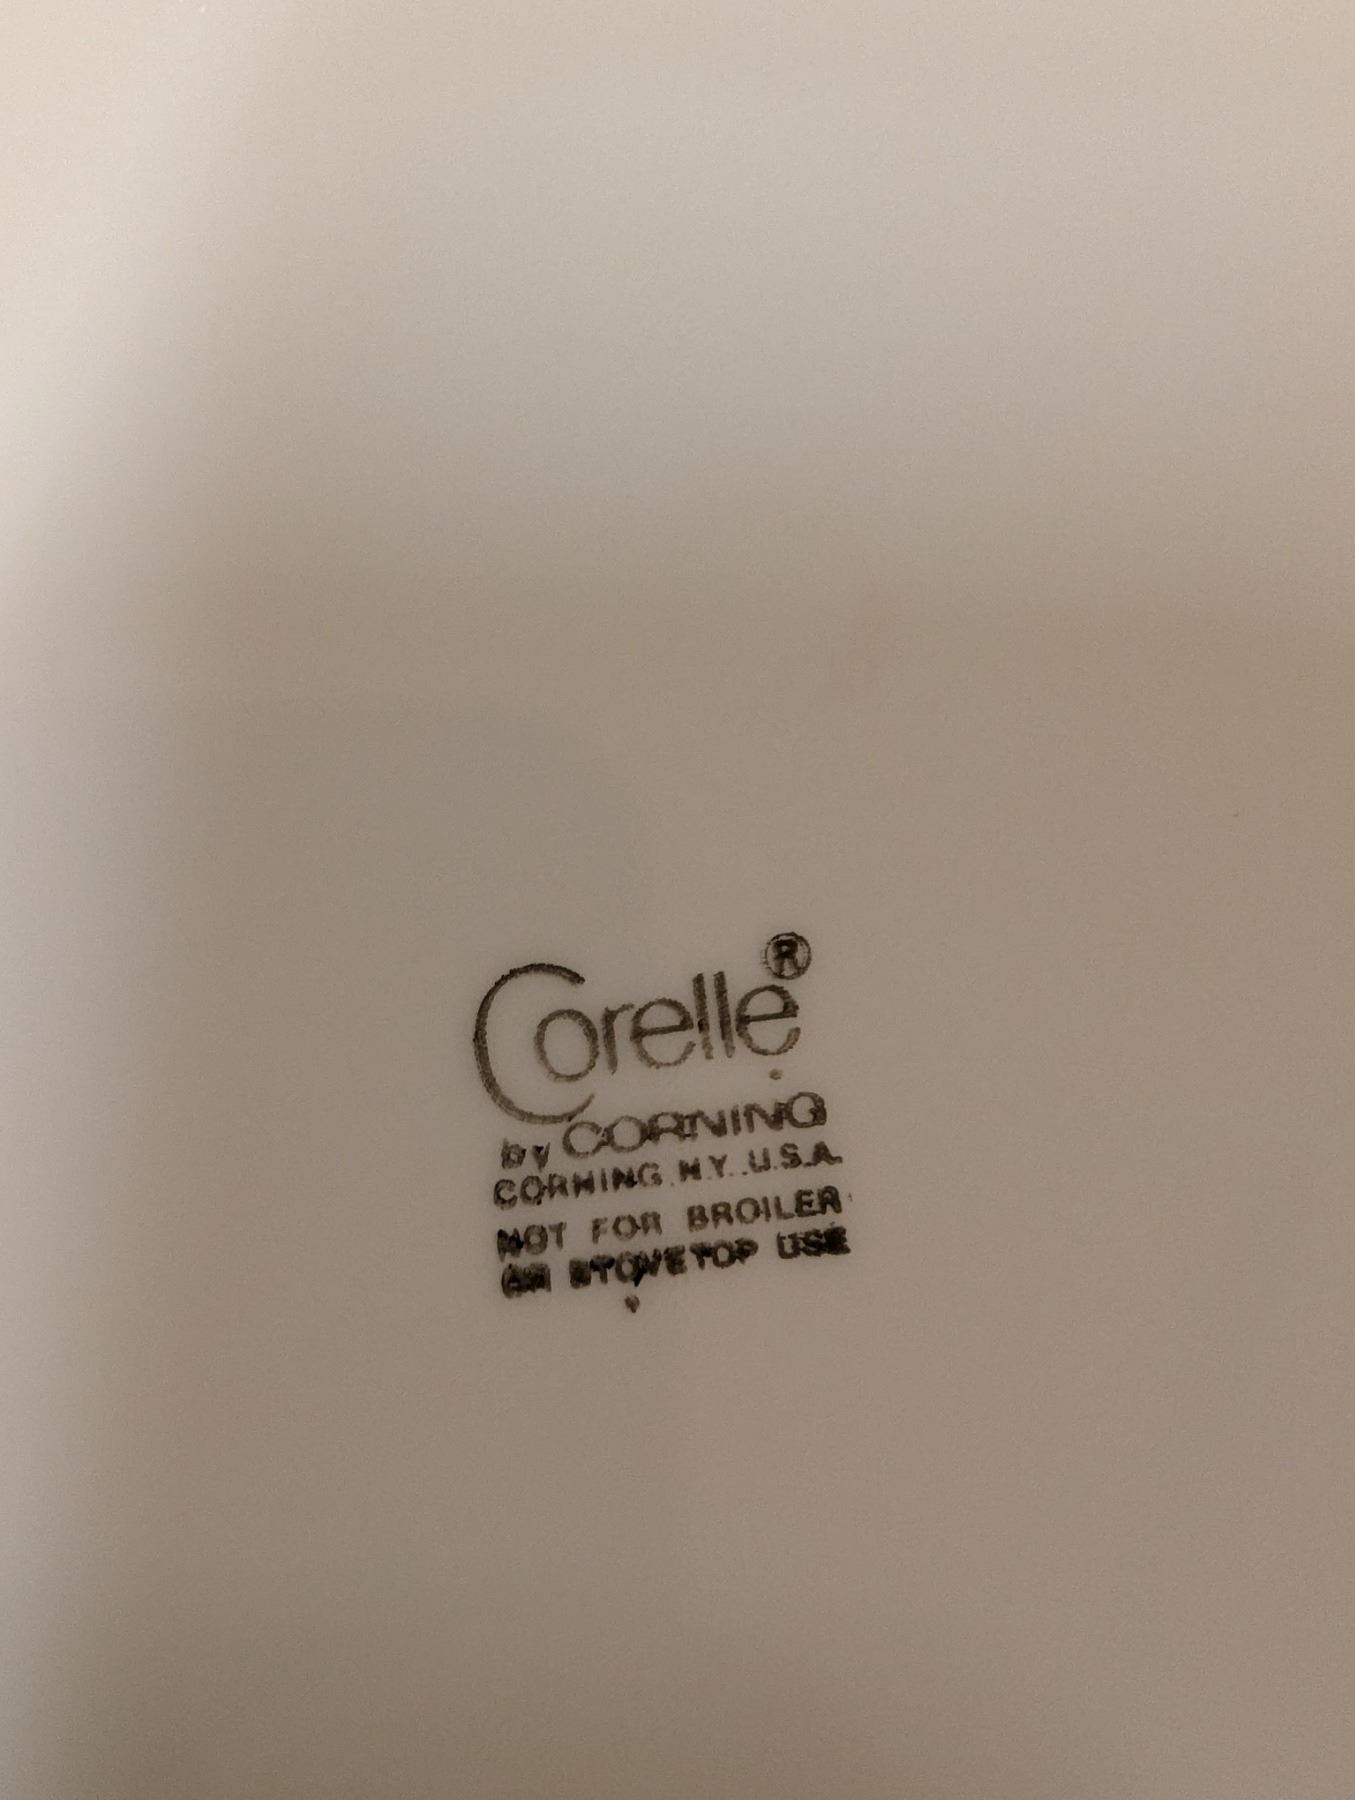 Corelle®
by CORNING
CORNING, N.Y. U.S.A.
NOT FOR BROILER
OR STOVETOP USE